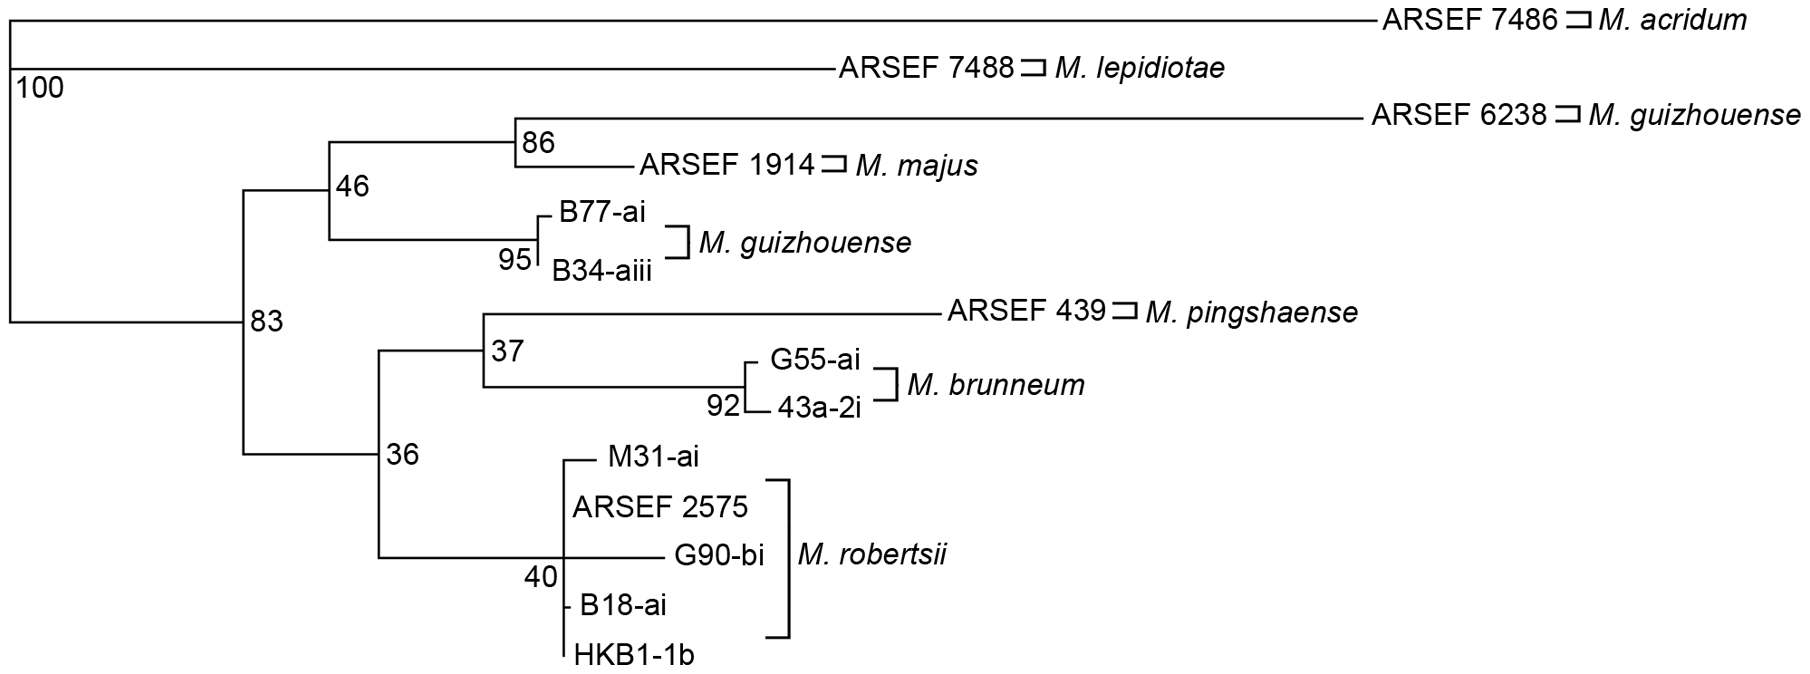 ARSEF 7486 M. acridum
ARSEF 7488 M. lepidiotae
100
ARSEF 6238 M. guizhouense
86
ARSEF 1914 M. majus
46
B77-ai
M. guizhouense
95
B34-aiii
ARSEF 439 M. pingshaense
83
37
G55-ai
M. brunneum
92
43a-2i
36
M31-ai
ARSEF 2575
G90-bi
M. robertsii
40
B18-ai
HKB1-1b